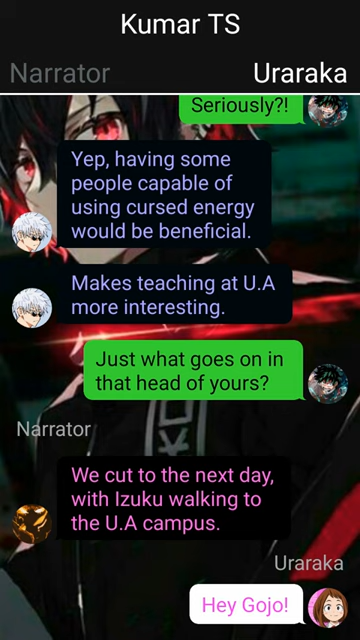 Kumar TS
Narrator
Uraraka
Seriously?!
Yep, having some
people capable of
using cursed energy
would be beneficial.
Makes teaching at U.A
more interesting.
Just what goes on in
that head of yours?
Narrator
We cut to the next day,
with Izuku walking to
the U.A campus.
Uraraka
Hey Gojo!